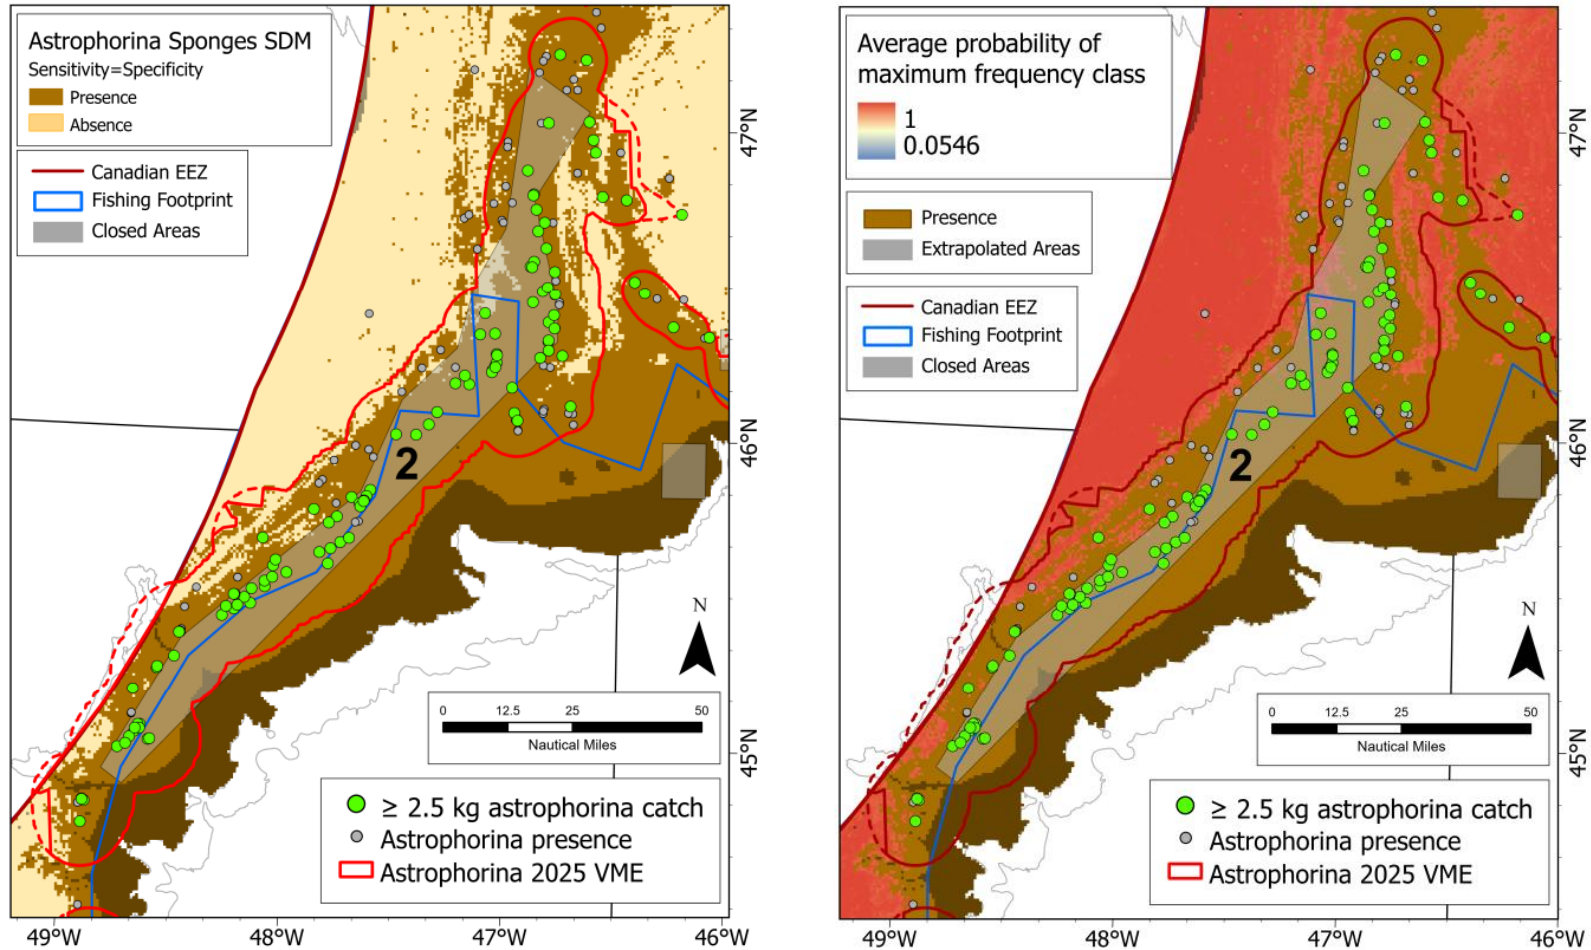 Astrophorina Sponges SDM
Sensitivity=Specificity
Presence
Absence
Canadian EEZ
Fishing Footprint
Closed Areas
2
N
0 12.5 25 50
Nautical Miles
≥ 2.5 kg astrophorina catch
Astrophorina presence
Astrophorina 2025 VME
47°N
46°N
45°N
49°W 48°W 47°W 46°W
Average probability of
maximum frequency class
1
0.0546
Presence
Extrapolated Areas
Canadian EEZ
Fishing Footprint
Closed Areas
2
N
0 12.5 25 50
Nautical Miles
≥ 2.5 kg astrophorina catch
Astrophorina presence
Astrophorina 2025 VME
47°N
46°N
45°N
49°W 48°W 47°W 46°W